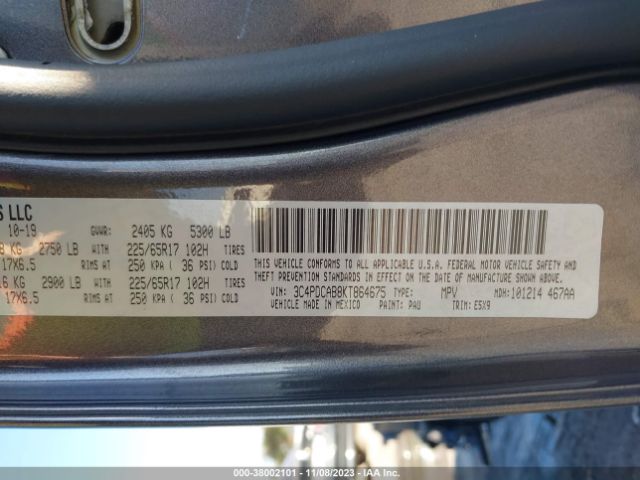 S LLC
10-19 GVWR: 2405 KG 5300 LB
KG 2750 LB WITH 225/65R17 102H TIRES
17X6.5 RIMS AT 250 KPA ( 36 PSI) COLD
KG 2900 LB WITH 225/65R17 102H TIRES
17X6.5 RIMS AT 250 KPA ( 36 PSI) COLD
THIS VEHICLE CONFORMS TO ALL APPLICABLE U.S.A. FEDERAL MOTOR VEHICLE SAFETY AND
THEFT PREVENTION STANDARDS IN EFFECT ON THE DATE OF MANUFACTURE SHOWN ABOVE.
VIN: 3C4PDCAB8KT864675 TYPE: MPV MDH: 101214 467AA
VEHICLE MADE IN MEXICO PAINT: PAU TRIM: E5X9
000-38002101 - 11/08/2023 - IAA Inc.